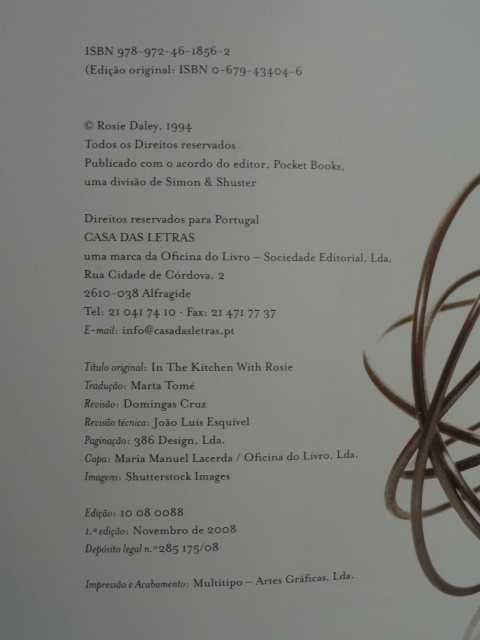 ISBN 978-972-46-1856-2
(Edição original: ISBN 0-679-43404-6
© Rosie Daley, 1994
Todos os Direitos reservados
Publicado com o acordo do editor, Pocket Books,
uma divisão de Simon & Shuster
Direitos reservados para Portugal
CASA DAS LETRAS
uma marca da Oficina do Livro – Sociedade Editorial, Lda.
Rua Cidade de Córdova, 2
2610-038 Alfragide
Tel: 21 041 74 10 · Fax: 21 471 77 37
E-mail: info@casadasletras.pt
Título original: In The Kitchen With Rosie
Tradução: Marta Tomé
Revisão: Domingas Cruz
Revisão técnica: João Luís Esquível
Paginação: 386 Design, Lda.
Capa: Maria Manuel Lacerda / Oficina do Livro, Lda.
Imagens: Shutterstock Images
Edição: 10 08 0088
1.ª edição: Novembro de 2008
Depósito legal n.º 285 175/08
Impressão e Acabamento: Multitipo – Artes Gráficas, Lda.